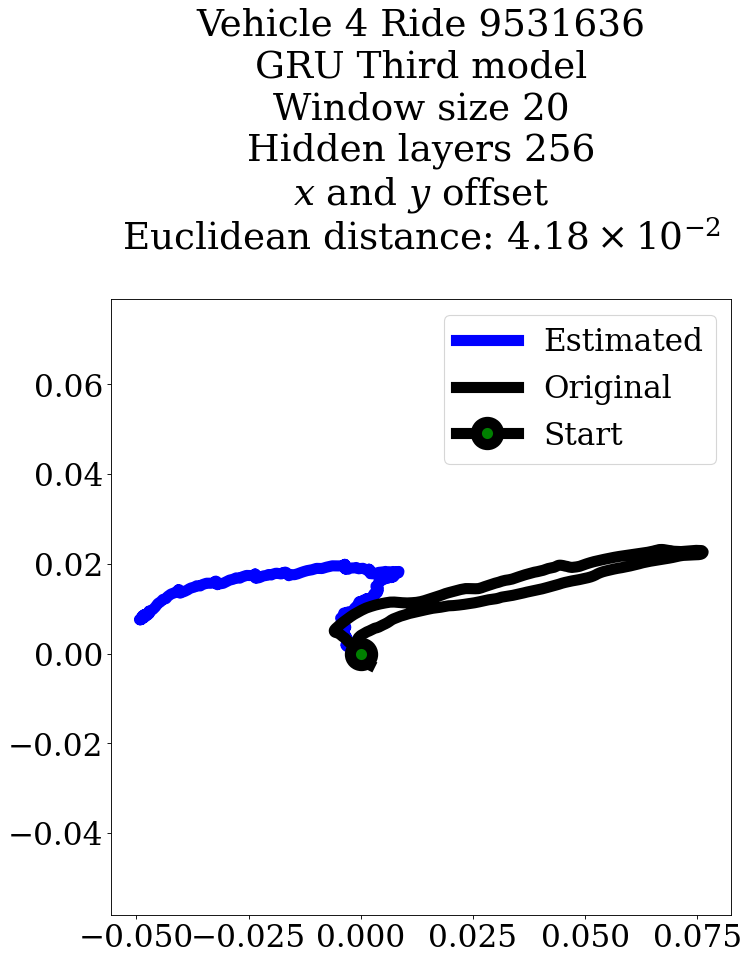 Vehicle 4 Ride 9531636
GRU Third model
Window size 20
Hidden layers 256
x and y offset
Euclidean distance: 4.18 × 10⁻²
Estimated
Original
Start
0.06
0.04
0.02
0.00
−0.02
−0.04
−0.050 −0.025 0.000 0.025 0.050 0.075